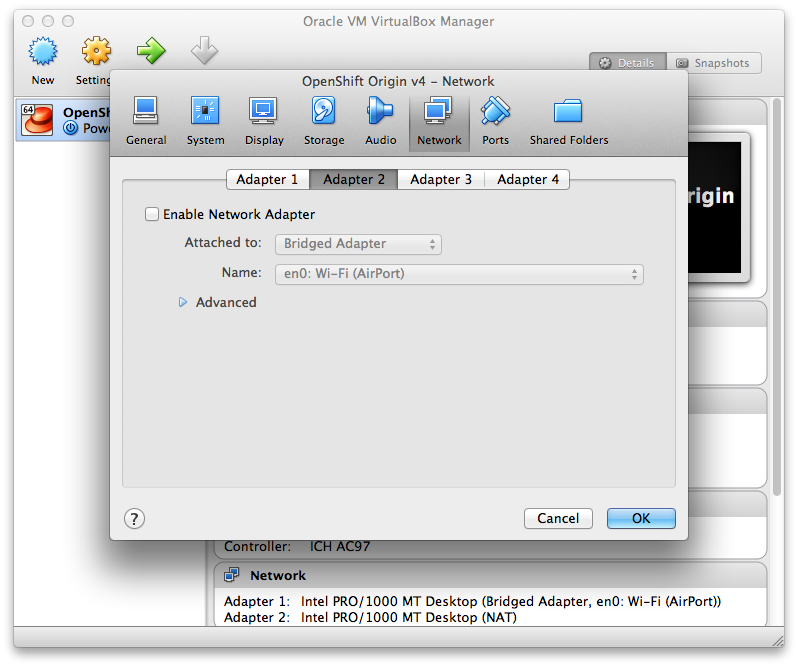 Oracle VM VirtualBox Manager
New
Setting
Details
Snapshots
OpenShift Origin v4 – Network
64
OpenSh
Powe
General
System
Display
Storage
Audio
Network
Ports
Shared Folders
rigin
Adapter 1
Adapter 2
Adapter 3
Adapter 4
Enable Network Adapter
Attached to:
Bridged Adapter
Name:
en0: Wi-Fi (AirPort)
Advanced
?
Cancel
OK
Controller: ICH AC97
Network
Adapter 1: Intel PRO/1000 MT Desktop (Bridged Adapter, en0: Wi-Fi (AirPort))
Adapter 2: Intel PRO/1000 MT Desktop (NAT)